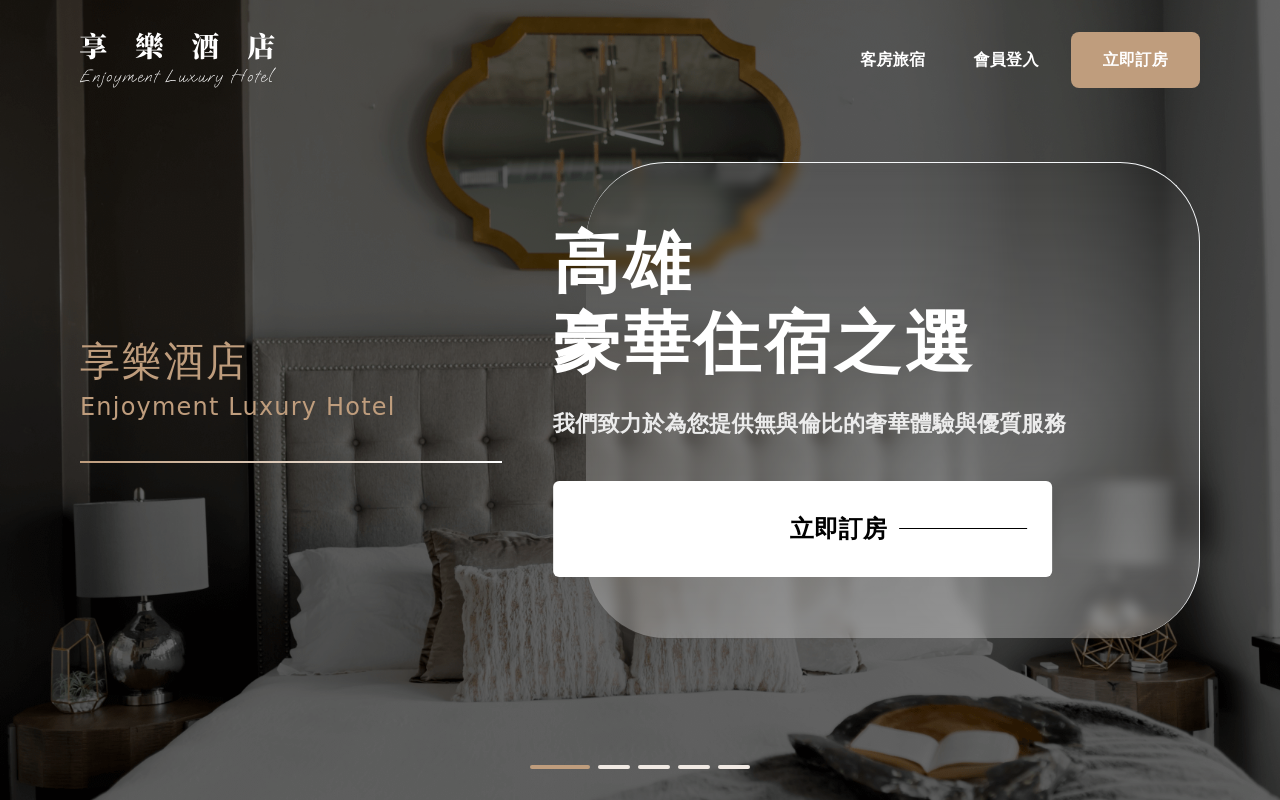 享樂酒店
Enjoyment Luxury Hotel
客房旅宿
會員登入
立即訂房
高雄
豪華住宿之選
享樂酒店
Enjoyment Luxury Hotel
我們致力於為您提供無與倫比的奢華體驗與優質服務
立即訂房